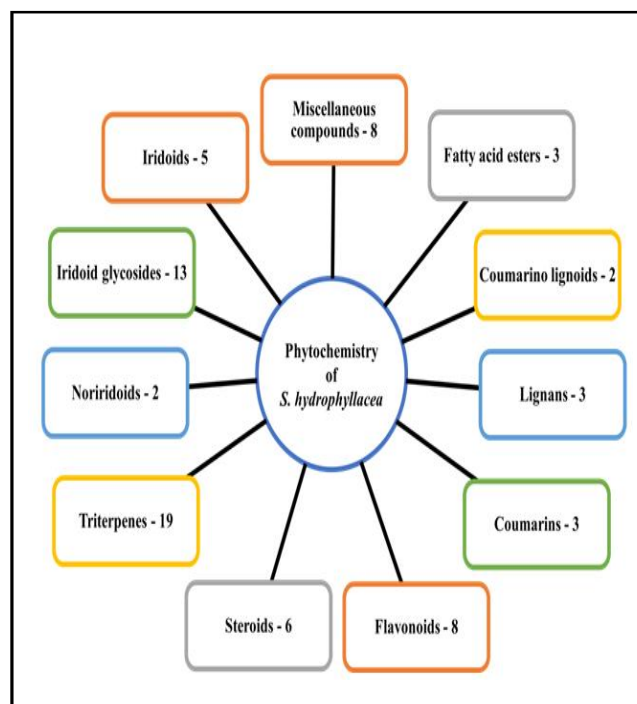 Miscellaneous
compounds - 8
Fatty acid esters - 3
Coumarino lignoids - 2
Lignans - 3
Coumarins - 3
Flavonoids - 8
Steroids - 6
Triterpenes - 19
Noriridoids - 2
Iridoid glycosides - 13
Iridoids - 5
Phytochemistry
of
S. hydrophyllacea